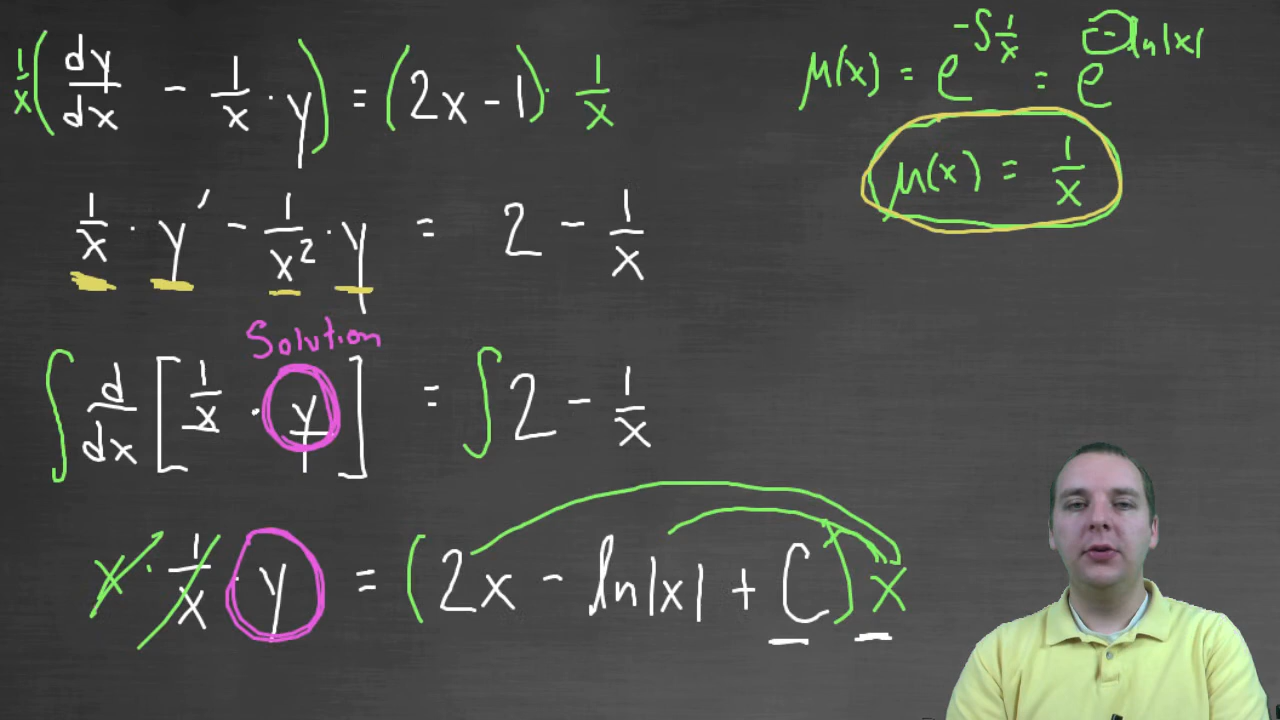 1/x (dy/dx - 1/x · y) = (2x - 1) · 1/x
μ(x) = e^(-∫ 1/x) = e^(-ln|x|)
μ(x) = 1/x
1/x · y' - 1/x² · y = 2 - 1/x
Solution
∫ d/dx [1/x · y] = ∫ 2 - 1/x
x · 1/x · y = (2x - ln|x| + C) x